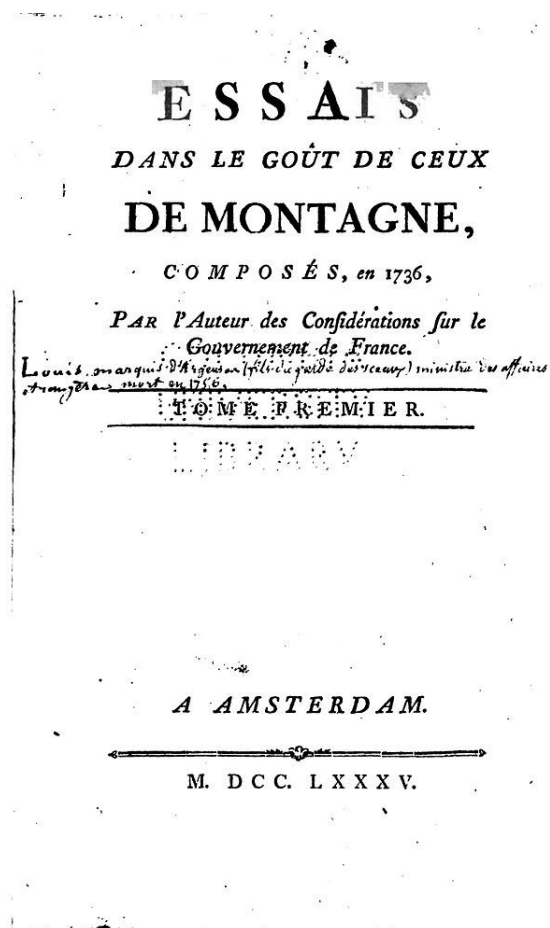 ESSAIS
DANS LE GOÛT DE CEUX
DE MONTAGNE,
COMPOSÉS, en 1736,
PAR l'Auteur des Conſidérations ſur le
Gouvernement de France.
Louis, marquis d'Argenson (fils du garde des sceaux) ministre des affaires
étrangères mort en 1756.
TOME PREMIER.
LIBRARY
A AMSTERDAM.
M. DCC. LXXXV.